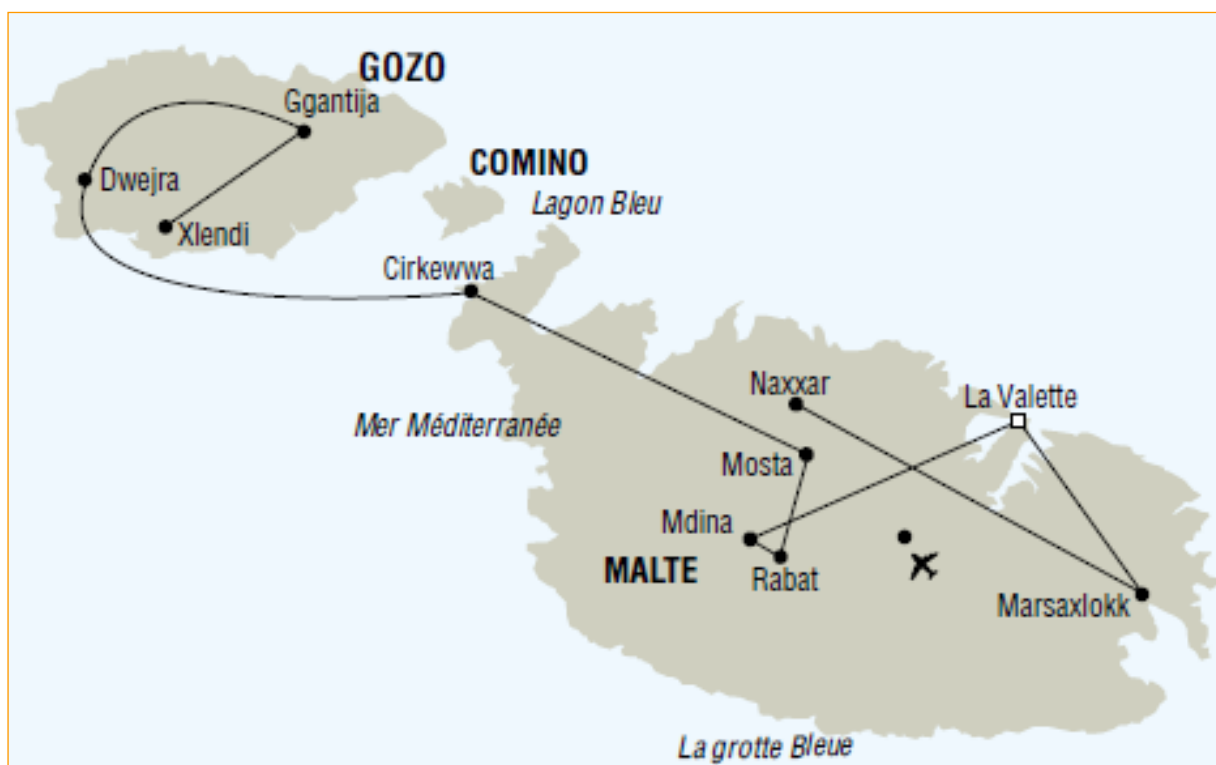 GOZO
Ggantija
COMINO
Dwejra
Lagon Bleu
Xlendi
Cirkewwa
Naxxar
La Valette
Mer Méditerranée
Mosta
Mdina
MALTE
Rabat
Marsaxlokk
La grotte Bleue